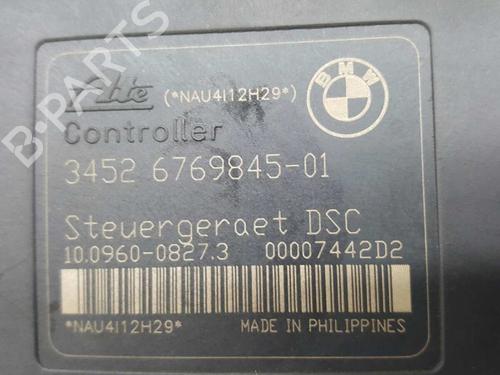 Ate
(*NAU4I12H29*)
BMW
Controller
3452 6769845-01
Steuergeraet DSC
10.0960-0827.3 00007442D2
*NAU4I12H29* MADE IN PHILIPPINES
B-PARTS